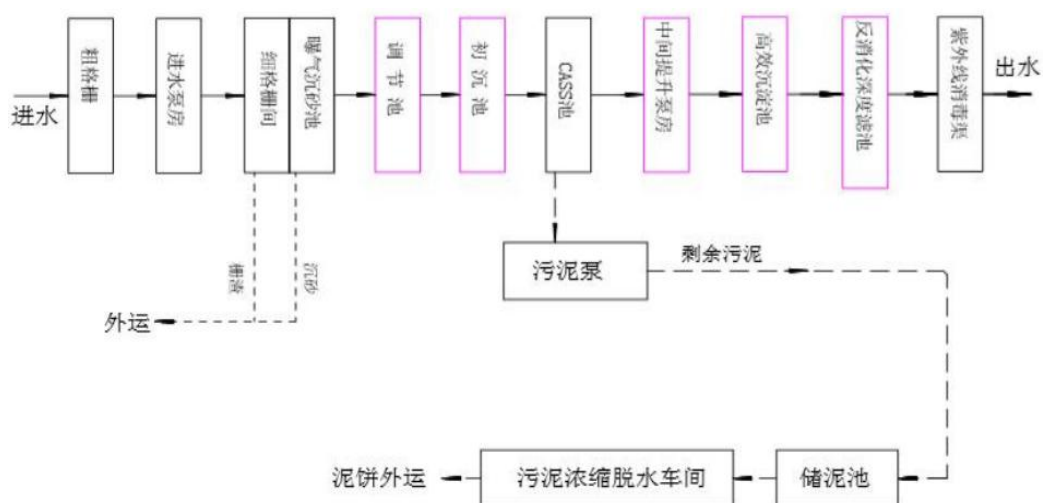 进水
粗格栅
进水泵房
细格栅间
曝气沉砂池
调节池
初沉池
CASS池
中间提升泵房
高效沉淀池
反消化深度滤池
紫外线消毒渠
出水
栅渣
沉砂
外运
污泥泵
剩余污泥
泥饼外运
污泥浓缩脱水车间
储泥池